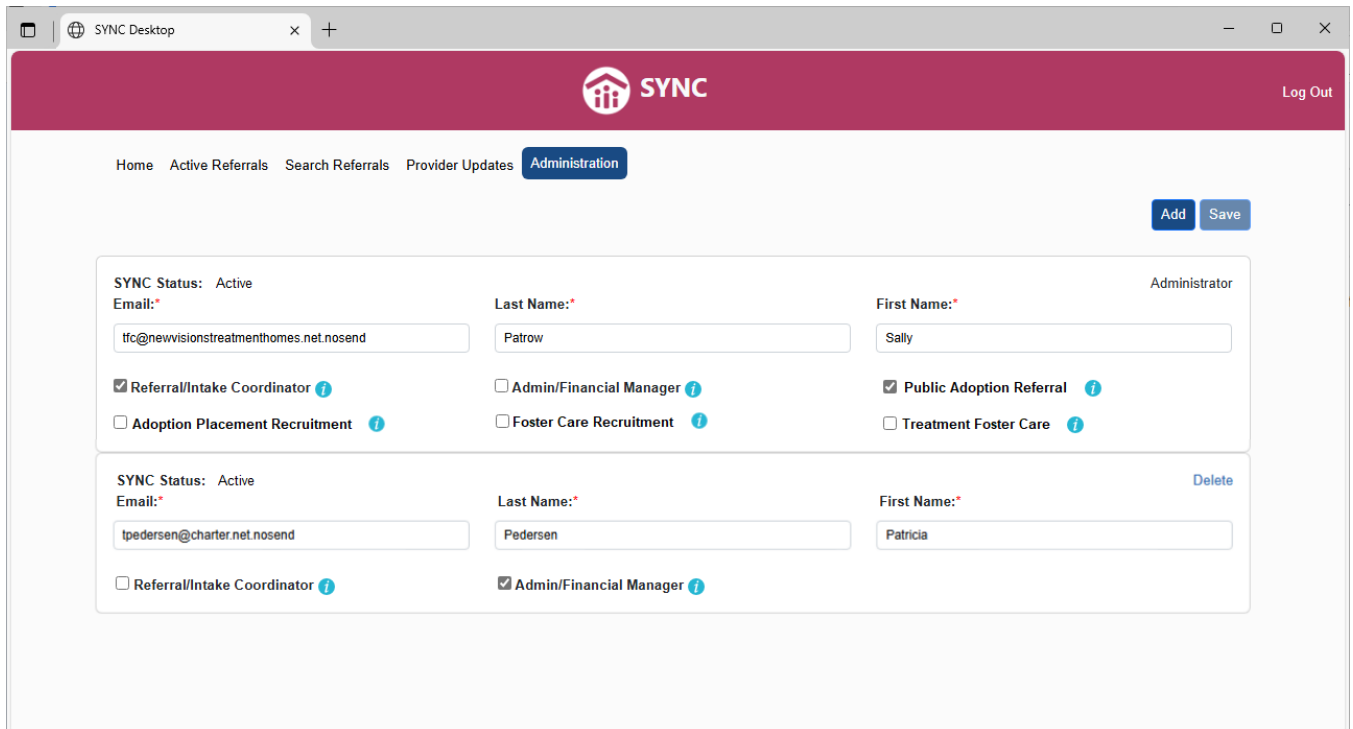 SYNC Desktop
SYNC
Log Out
Home Active Referrals Search Referrals Provider Updates Administration
Add Save
SYNC Status: Active Administrator
Email:* Last Name:* First Name:*
tfc@newvisionstreatmenthomes.net.nosend Patrow Sally
Referral/Intake Coordinator i Admin/Financial Manager i Public Adoption Referral i
Adoption Placement Recruitment i Foster Care Recruitment i Treatment Foster Care i
SYNC Status: Active Delete
Email:* Last Name:* First Name:*
tpedersen@charter.net.nosend Pedersen Patricia
Referral/Intake Coordinator i Admin/Financial Manager i